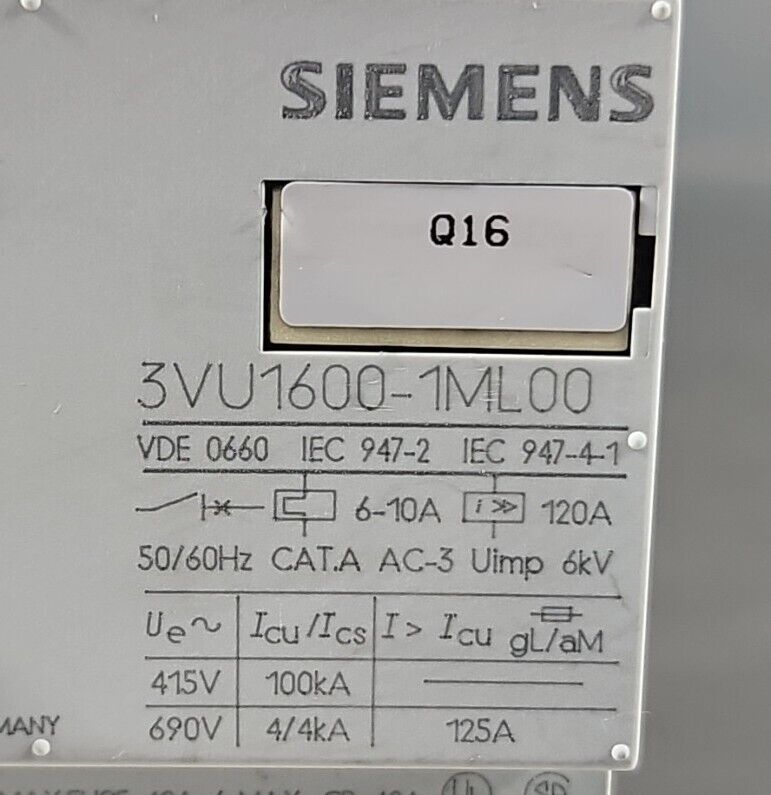 SIEMENS
Q16
3VU1600-1ML00
VDE 0660 IEC 947-2 IEC 947-4-1
6-10A i>> 120A
50/60Hz CAT.A AC-3 Uimp 6kV
Ue~ Icu/Ics I> Icu gL/aM
415V 100kA
690V 4/4kA 125A
MANY
UL